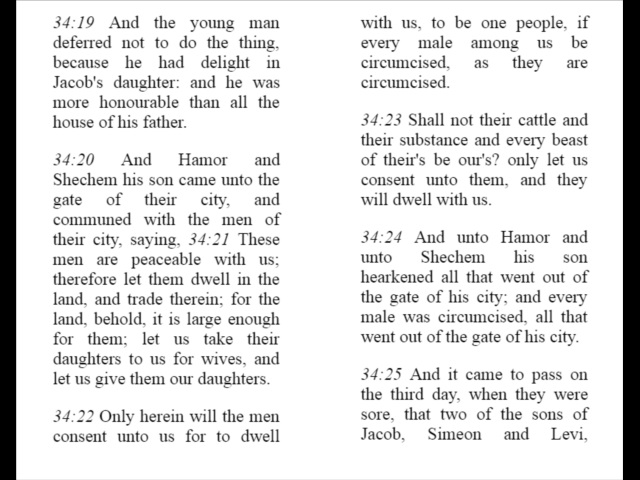 34:19 And the young man
deferred not to do the thing,
because he had delight in
Jacob's daughter: and he was
more honourable than all the
house of his father.
34:20 And Hamor and
Shechem his son came unto the
gate of their city, and
communed with the men of
their city, saying, 34:21 These
men are peaceable with us;
therefore let them dwell in the
land, and trade therein; for the
land, behold, it is large enough
for them; let us take their
daughters to us for wives, and
let us give them our daughters.
34:22 Only herein will the men
consent unto us for to dwell
with us, to be one people, if
every male among us be
circumcised, as they are
circumcised.
34:23 Shall not their cattle and
their substance and every beast
of their's be our's? only let us
consent unto them, and they
will dwell with us.
34:24 And unto Hamor and
unto Shechem his son
hearkened all that went out of
the gate of his city; and every
male was circumcised, all that
went out of the gate of his city.
34:25 And it came to pass on
the third day, when they were
sore, that two of the sons of
Jacob, Simeon and Levi,